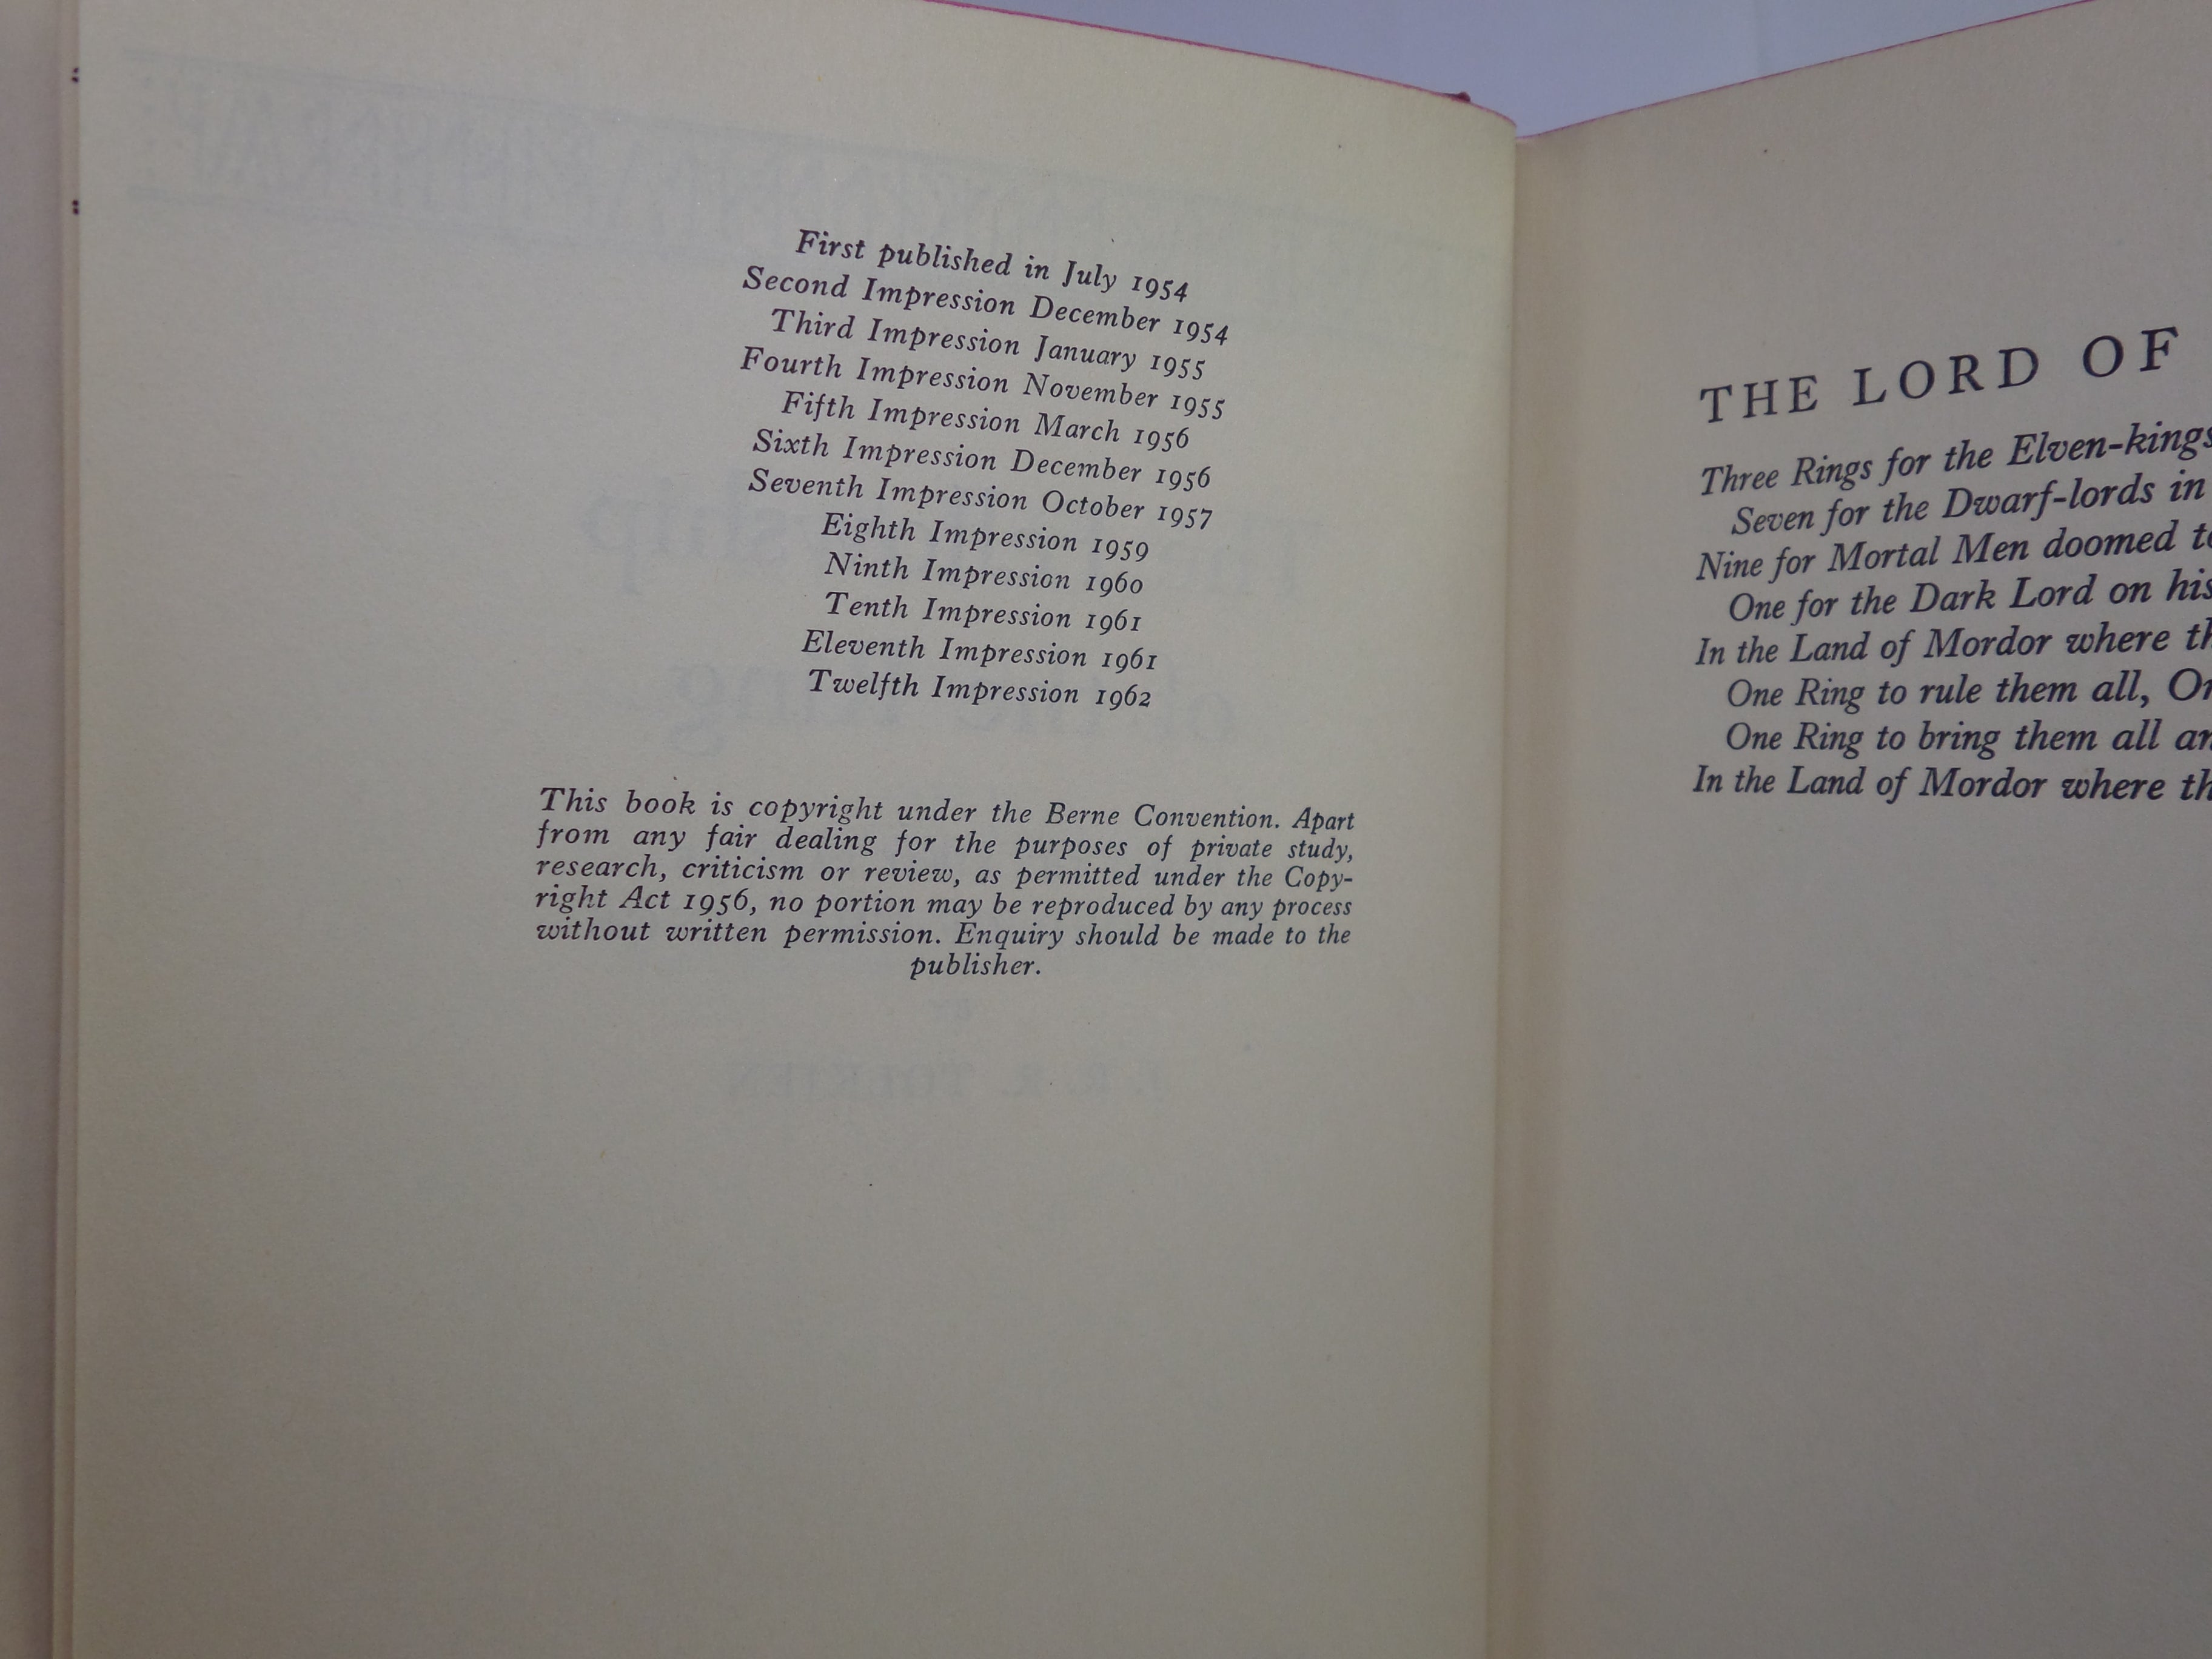 First published in July 1954
Second Impression December 1954
Third Impression January 1955
Fourth Impression November 1955
Fifth Impression March 1956
Sixth Impression December 1956
Seventh Impression October 1957
Eighth Impression 1959
Ninth Impression 1960
Tenth Impression 1961
Eleventh Impression 1961
Twelfth Impression 1962
This book is copyright under the Berne Convention. Apart
from any fair dealing for the purposes of private study,
research, criticism or review, as permitted under the Copy-
right Act 1956, no portion may be reproduced by any process
without written permission. Enquiry should be made to the
publisher.
THE LORD OF
Three Rings for the Elven-kings
Seven for the Dwarf-lords in
Nine for Mortal Men doomed
One for the Dark Lord on his
In the Land of Mordor where
One Ring to rule them all,
One Ring to bring them all
In the Land of Mordor where